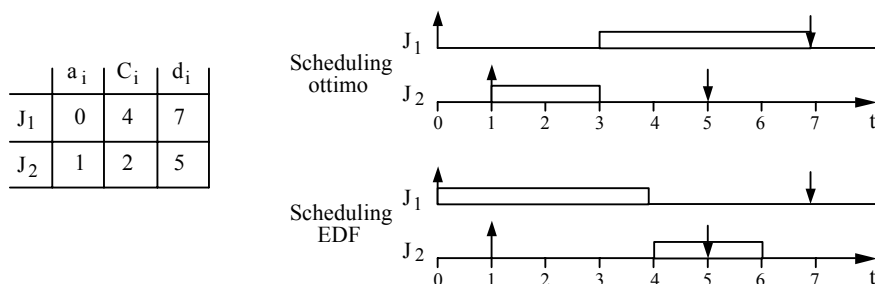 a i C i d i
J1 0 4 7
J2 1 2 5
Scheduling
ottimo
J1
J2
0 1 2 3 4 5 6 7 t
Scheduling
EDF
J1
J2
0 1 2 3 4 5 6 7 t